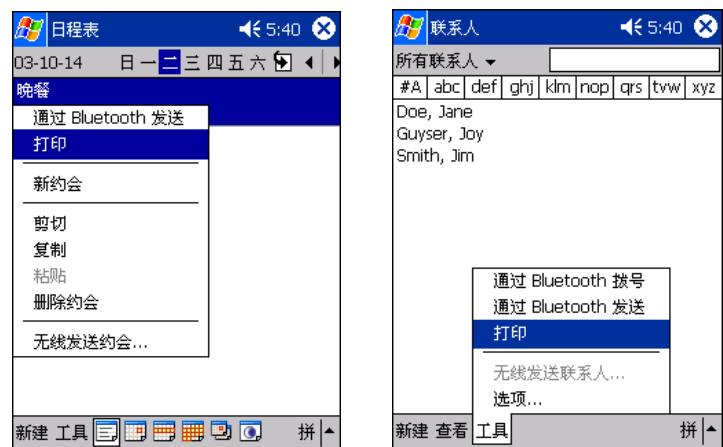 日程表 5:40
03-10-14 日 一 二 三 四 五 六
晚餐
通过 Bluetooth 发送
打印
新约会
剪切
复制
粘贴
删除约会
无线发送约会...
新建 工具 拼
联系人 5:40
所有联系人
#A abc def ghj klm nop qrs tvw xyz
Doe, Jane
Guyser, Joy
Smith, Jim
通过 Bluetooth 拨号
通过 Bluetooth 发送
打印
无线发送联系人...
选项...
新建 查看 工具 拼